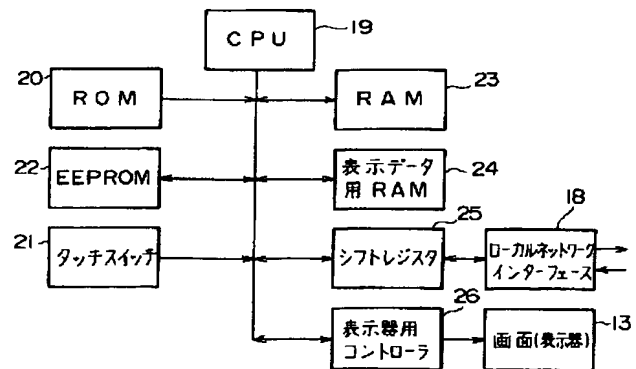 CPU
19
20
ROM
RAM
23
22
EEPROM
表示データ
用RAM
24
21
タッチスイッチ
25
シフトレジスタ
18
ローカルネットワーク
インターフェース
26
表示器用
コントローラ
13
画面(表示器)